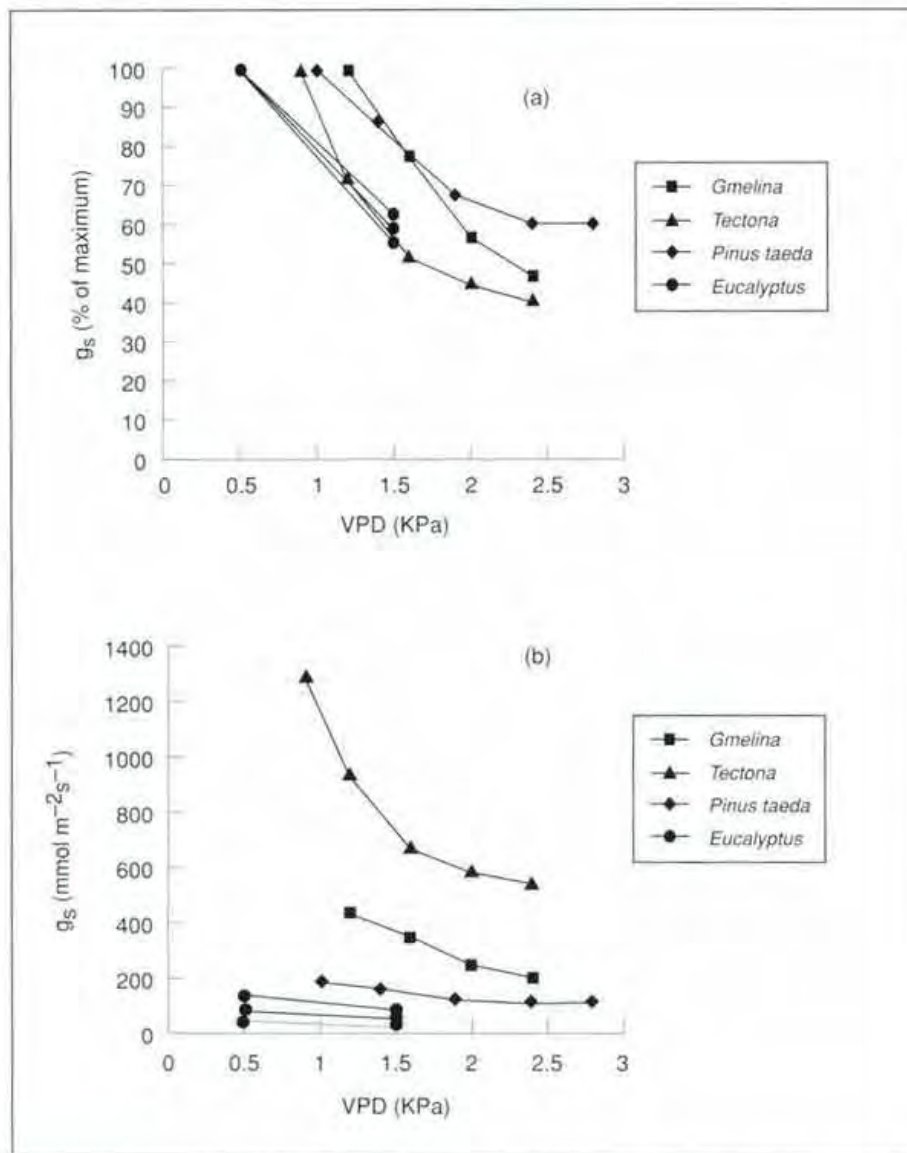 (a)
100
90
80
70
60
50
40
30
20
10
0
gs (% of maximum)
0 0.5 1 1.5 2 2.5 3
VPD (KPa)
Gmelina
Tectona
Pinus taeda
Eucalyptus
(b)
1400
1200
1000
800
600
400
200
0
gs (mmol m−2s−1)
0 0.5 1 1.5 2 2.5 3
VPD (KPa)
Gmelina
Tectona
Pinus taeda
Eucalyptus